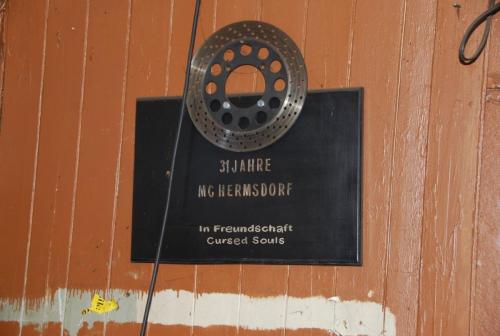 31 JAHRE
MC HERMSDORF
In Freundschaft
Cursed Souls